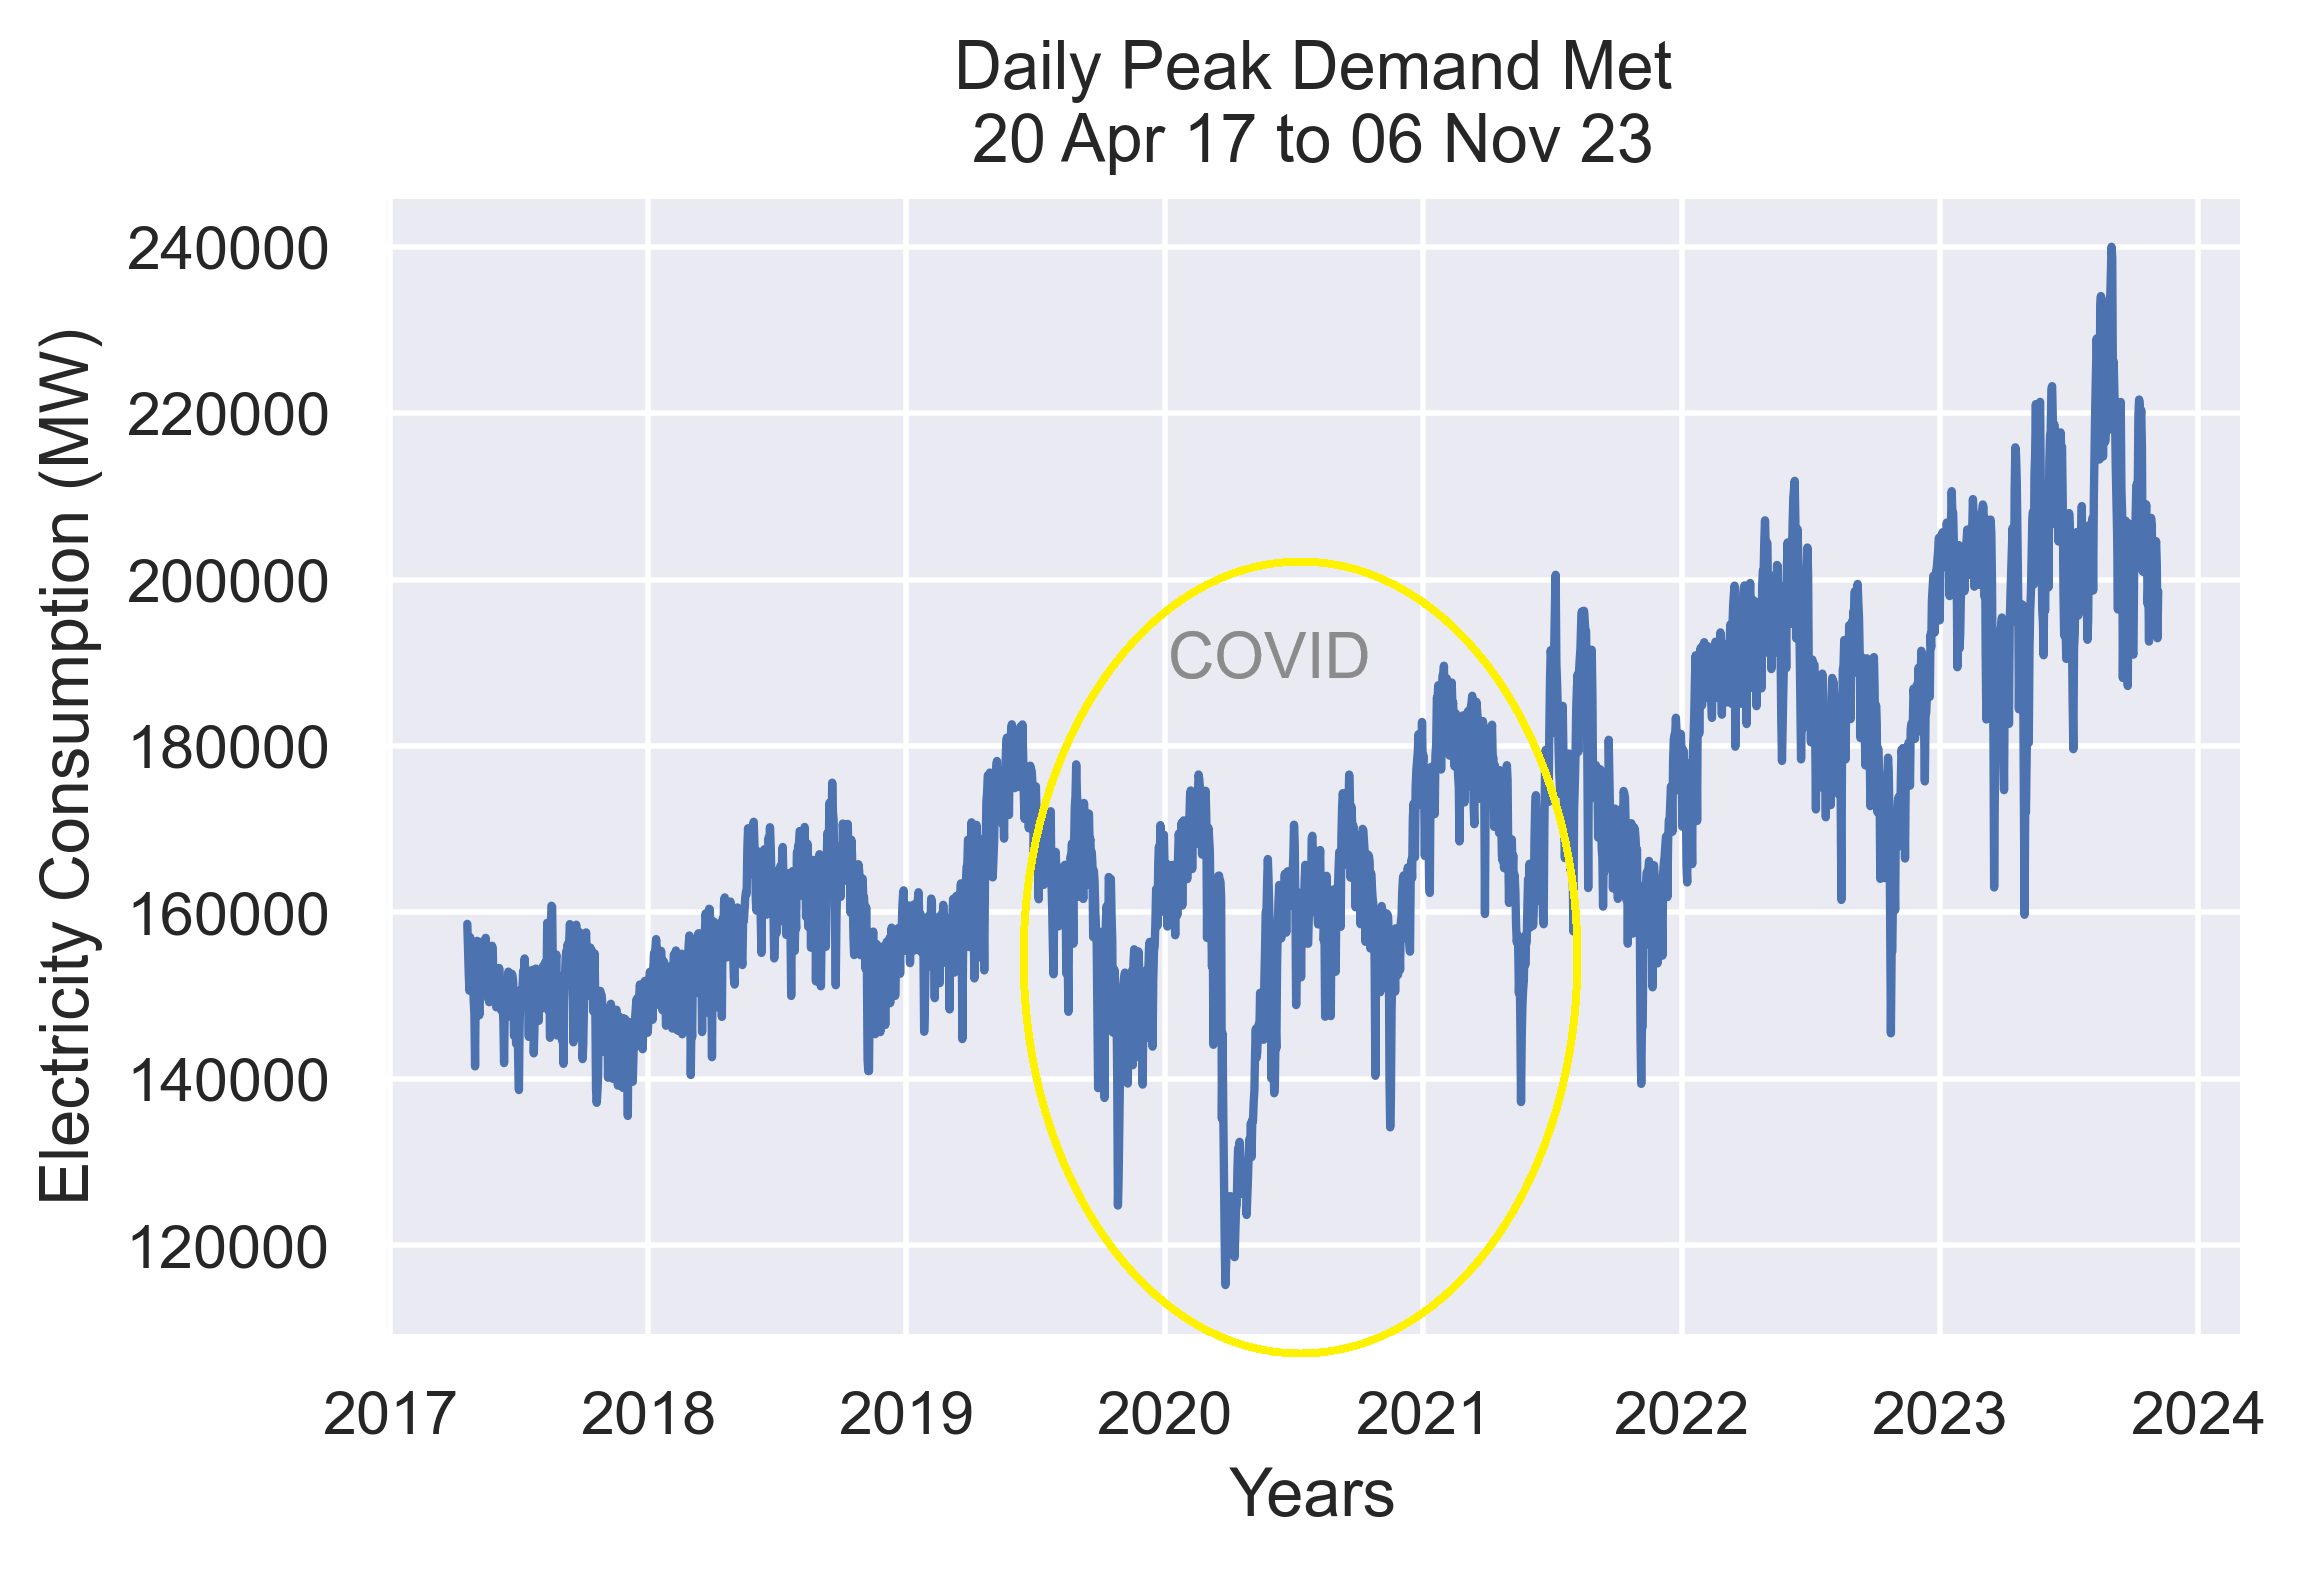 Daily Peak Demand Met
20 Apr 17 to 06 Nov 23
Electricity Consumption (MW)
240000
220000
200000
180000
160000
140000
120000
COVID
2017 2018 2019 2020 2021 2022 2023 2024
Years